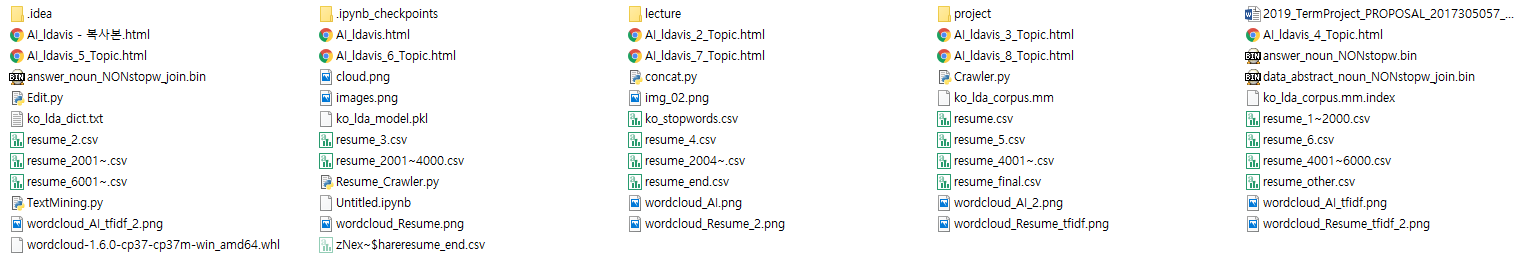 .idea .ipynb_checkpoints lecture project 2019_TermProject_PROPOSAL_2017305057_...
AI_ldavis - 복사본.html AI_ldavis.html AI_ldavis_2_Topic.html AI_ldavis_3_Topic.html AI_ldavis_4_Topic.html
AI_ldavis_5_Topic.html AI_ldavis_6_Topic.html AI_ldavis_7_Topic.html AI_ldavis_8_Topic.html answer_noun_NONstopw.bin
answer_noun_NONstopw_join.bin cloud.png concat.py Crawler.py data_abstract_noun_NONstopw_join.bin
Edit.py images.png img_02.png ko_lda_corpus.mm ko_lda_corpus.mm.index
ko_lda_dict.txt ko_lda_model.pkl ko_stopwords.csv resume.csv resume_1~2000.csv
resume_2.csv resume_3.csv resume_4.csv resume_5.csv resume_6.csv
resume_2001~.csv resume_2001~4000.csv resume_2004~.csv resume_4001~.csv resume_4001~6000.csv
resume_6001~.csv Resume_Crawler.py resume_end.csv resume_final.csv resume_other.csv
TextMining.py Untitled.ipynb wordcloud_AI.png wordcloud_AI_2.png wordcloud_AI_tfidf.png
wordcloud_AI_tfidf_2.png wordcloud_Resume.png wordcloud_Resume_2.png wordcloud_Resume_tfidf.png wordcloud_Resume_tfidf_2.png
wordcloud-1.6.0-cp37-cp37m-win_amd64.whl zNex~$hareresume_end.csv